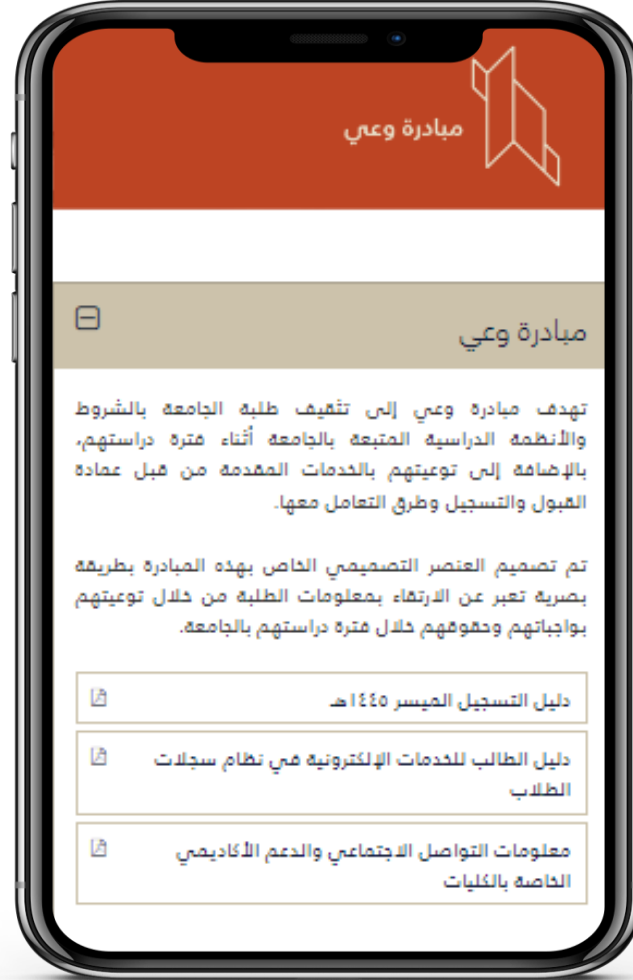 مبادرة وعي
مبادرة وعي
تهدف مبادرة وعي إلى تثقيف طلبة الجامعة بالشروط
والأنظمة الدراسية المتبعة بالجامعة أثناء فترة دراستهم،
بالإضافة إلى توعيتهم بالخدمات المقدمة من قبل عمادة
القبول والتسجيل وطرق التعامل معها.
تم تصميم العنصر التصميمي الخاص بهذه المبادرة بطريقة
بصرية تعبر عن الارتقاء بمعلومات الطلبة من خلال توعيتهم
بواجباتهم وحقوقهم خلال فترة دراستهم بالجامعة.
دليل التسجيل الميسر ١٤٤٥هـ
دليل الطالب للخدمات الإلكترونية في نظام سجلات
الطلاب
معلومات التواصل الاجتماعي والدعم الأكاديمي
الخاصة بالكليات